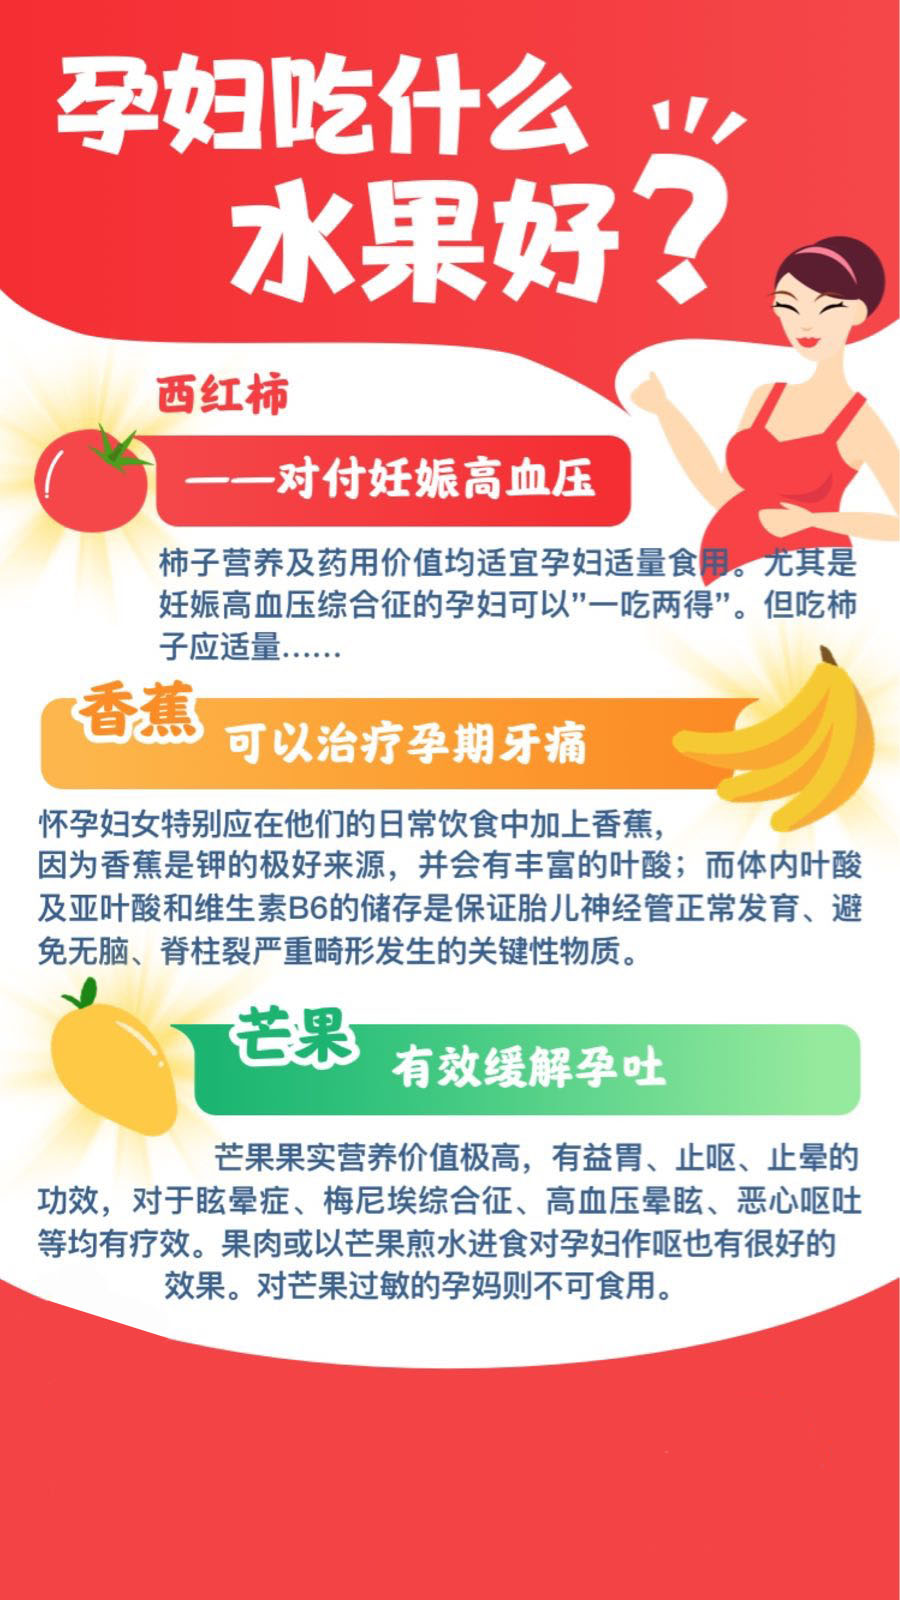 孕妇吃什么
水果好?
西红柿
——对付妊娠高血压
柿子营养及药用价值均适宜孕妇适量食用。尤其是
妊娠高血压综合征的孕妇可以”一吃两得”。但吃柿
子应适量……
香蕉
可以治疗孕期牙痛
怀孕妇女特别应在他们的日常饮食中加上香蕉，
因为香蕉是钾的极好来源，并会有丰富的叶酸；而体内叶酸
及亚叶酸和维生素B6的储存是保证胎儿神经管正常发育、避
免无脑、脊柱裂严重畸形发生的关键性物质。
芒果
有效缓解孕吐
芒果果实营养价值极高，有益胃、止呕、止晕的
功效，对于眩晕症、梅尼埃综合征、高血压晕眩、恶心呕吐
等均有疗效。果肉或以芒果煎水进食对孕妇作呕也有很好的
效果。对芒果过敏的孕妈则不可食用。